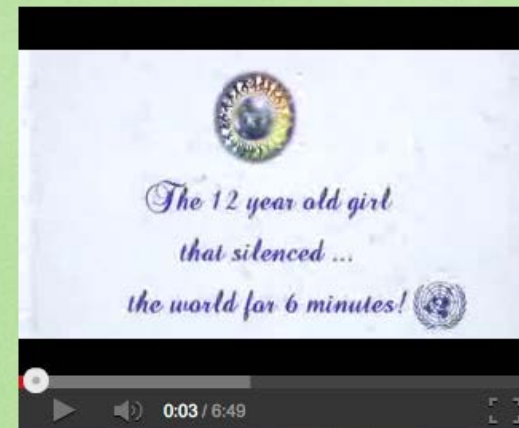 The 12 year old girl
that silenced ...
the world for 6 minutes!
0:03 / 6:49